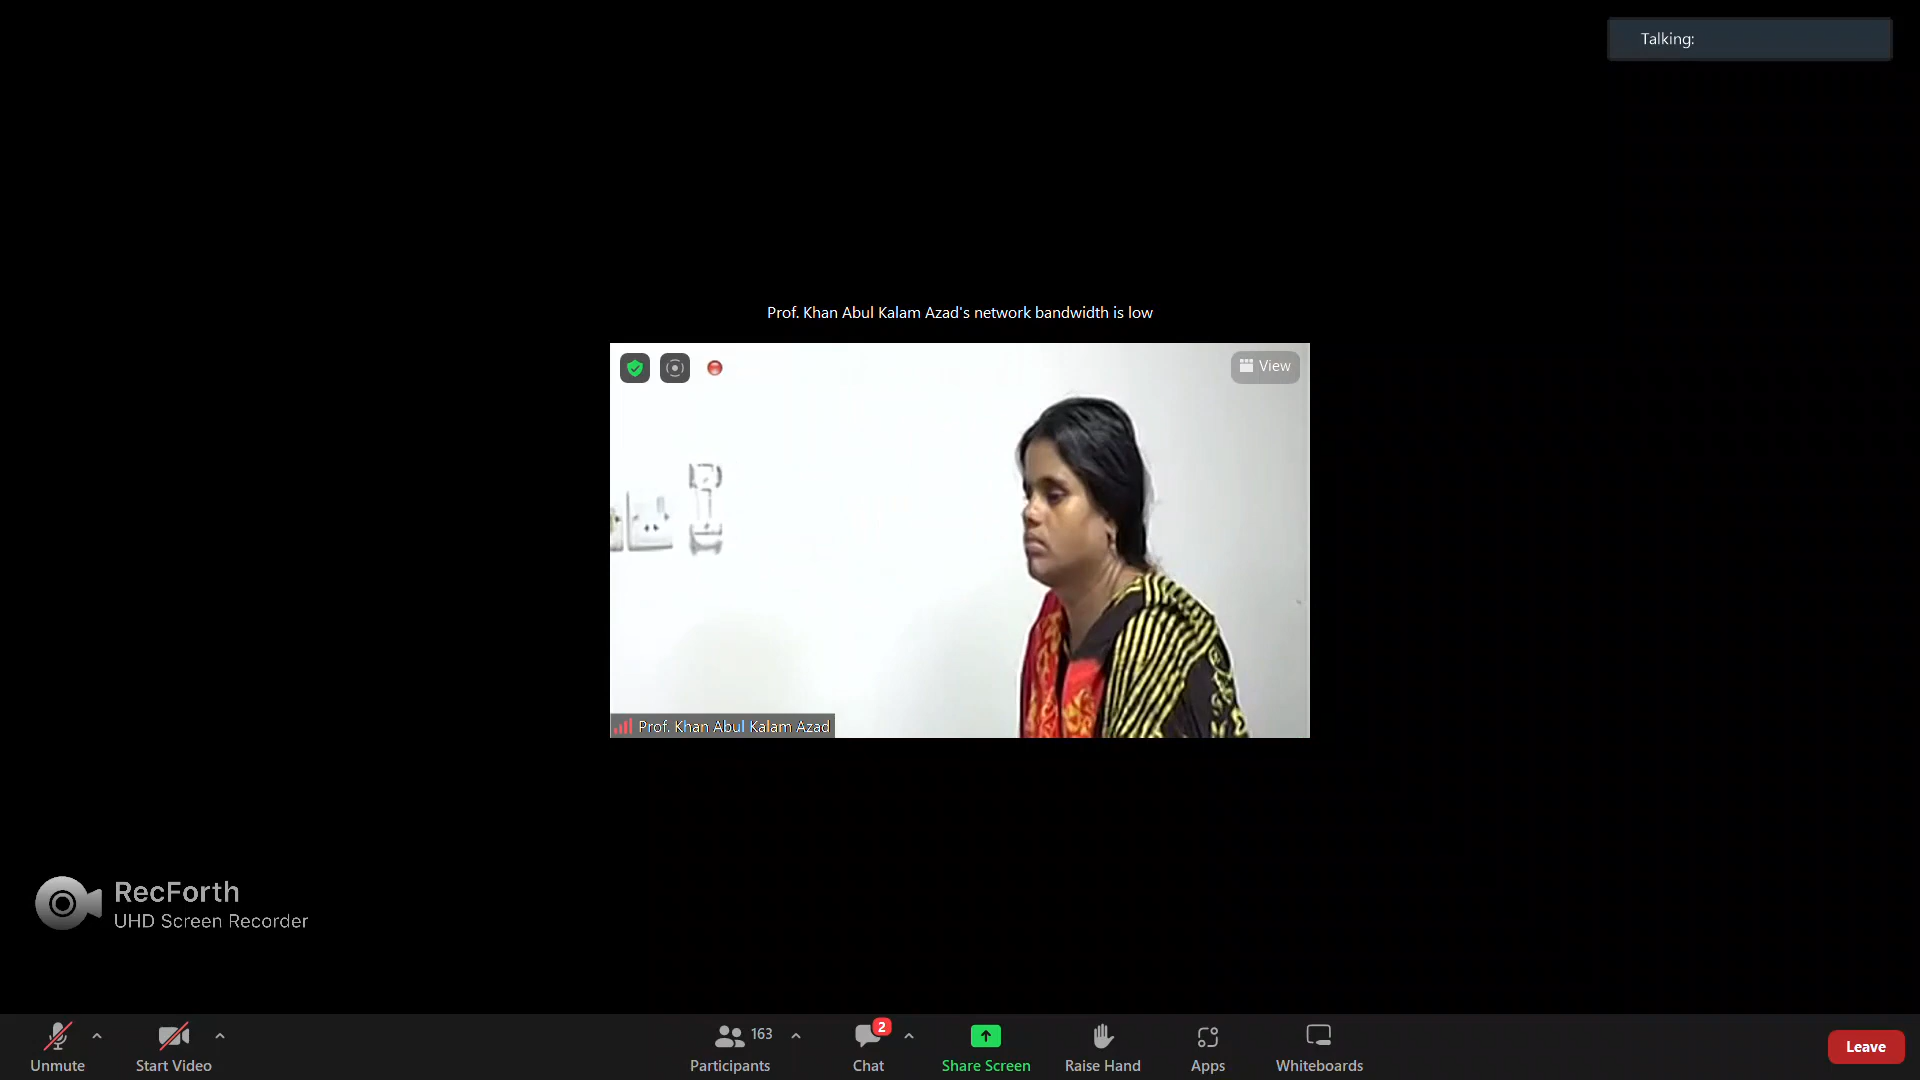 Talking:
Prof. Khan Abul Kalam Azad's network bandwidth is low
View
Prof. Khan Abul Kalam Azad
RecForth
UHD Screen Recorder
Unmute
Start Video
163
Participants
2
Chat
Share Screen
Raise Hand
Apps
Whiteboards
Leave